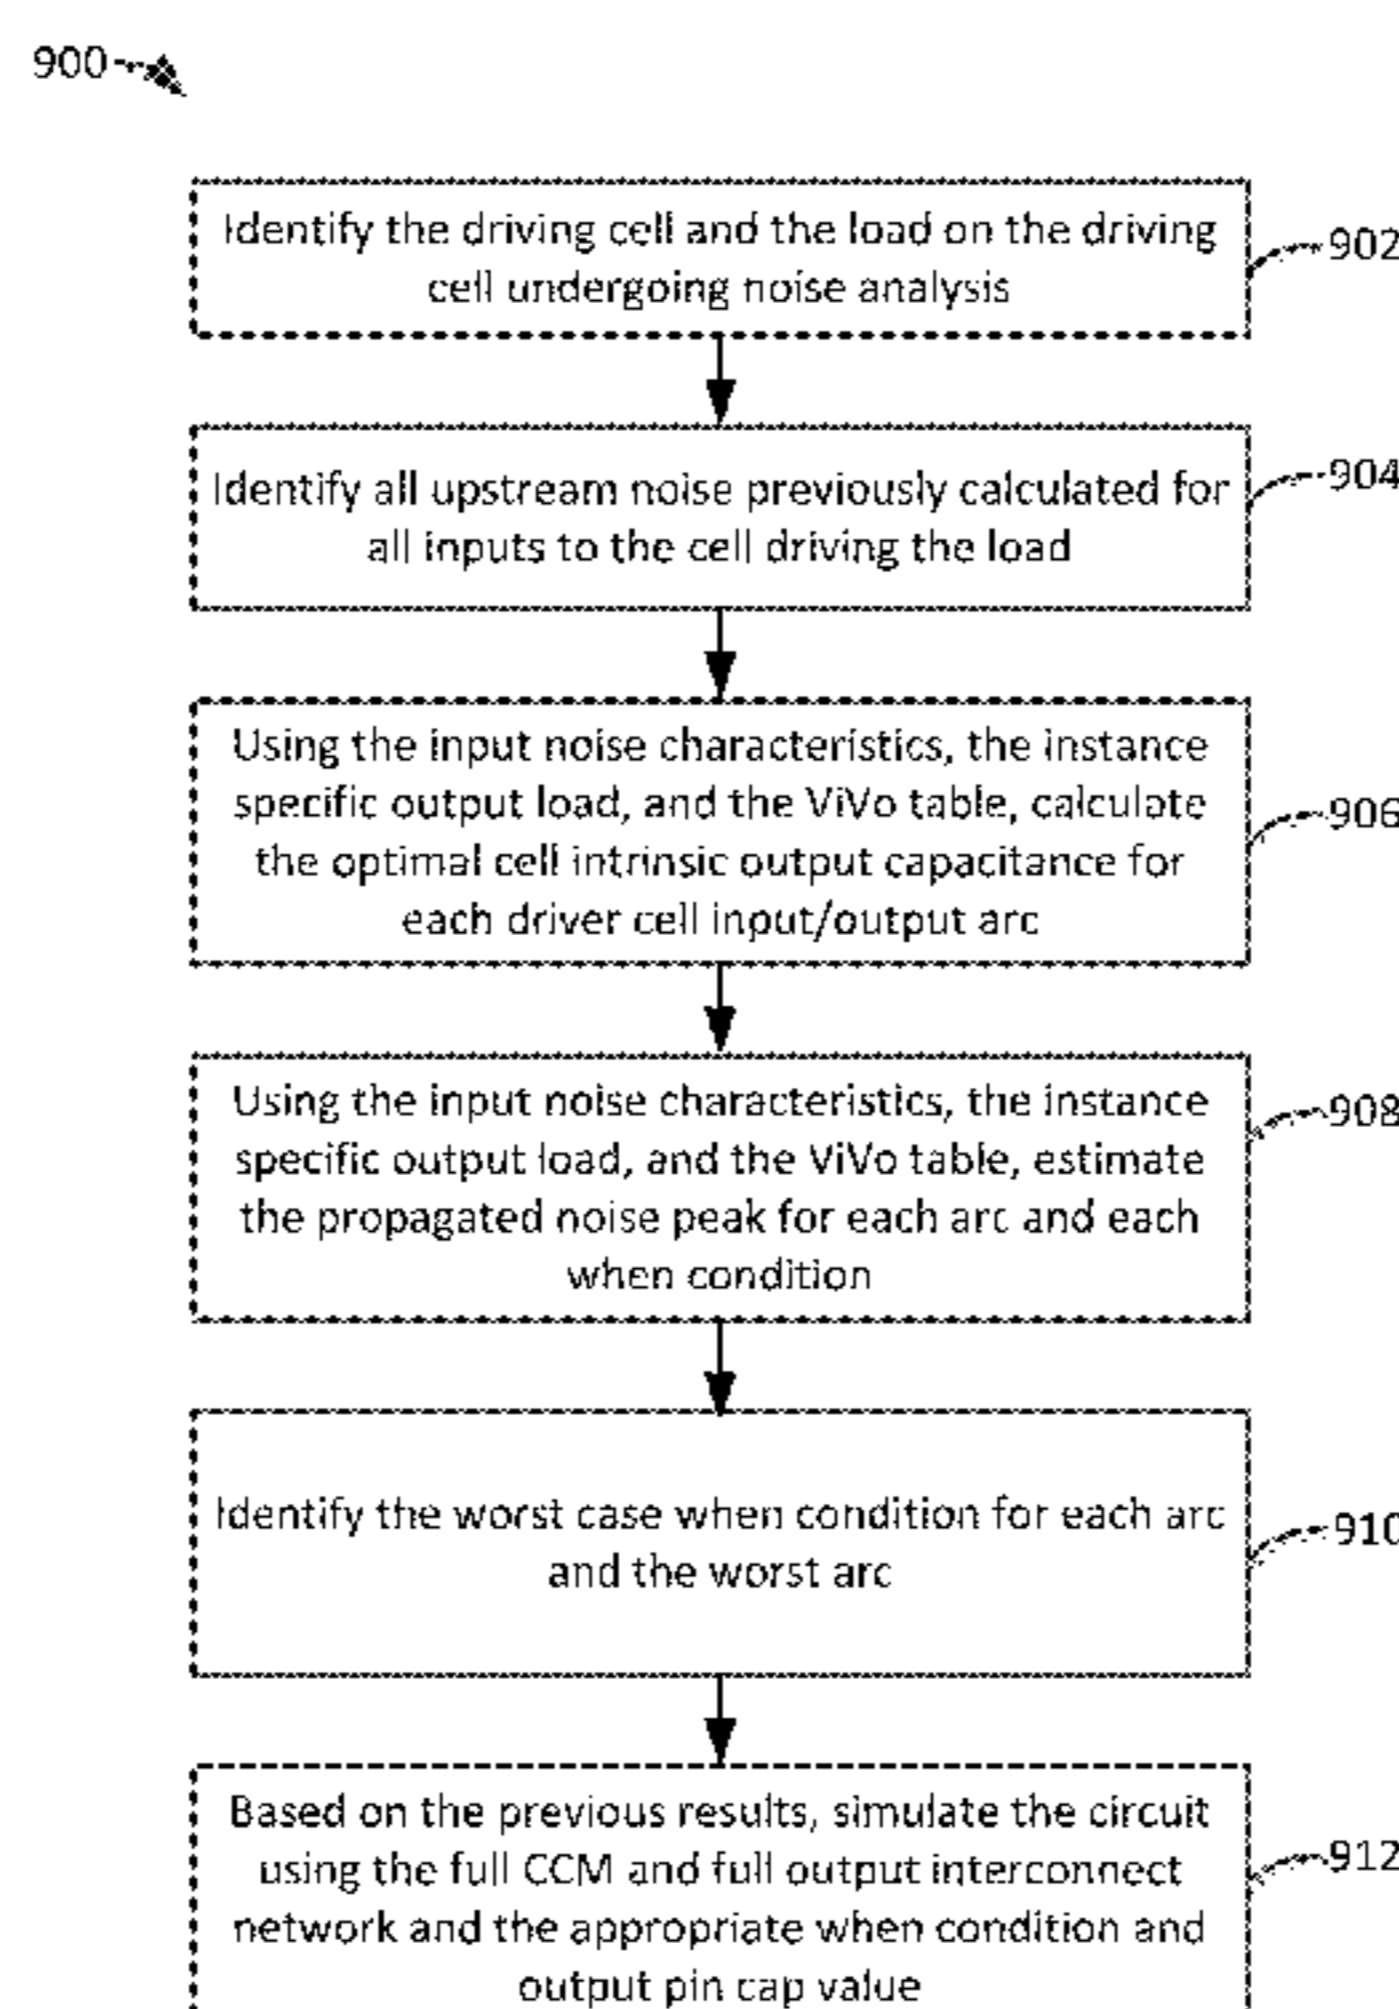 900
Identify the driving cell and the load on the driving
cell undergoing noise analysis
902
Identify all upstream noise previously calculated for
all inputs to the cell driving the load
904
Using the input noise characteristics, the instance
specific output load, and the ViVo table, calculate
the optimal cell intrinsic output capacitance for
each driver cell input/output arc
906
Using the input noise characteristics, the instance
specific output load, and the ViVo table, estimate
the propagated noise peak for each arc and each
when condition
908
Identify the worst case when condition for each arc
and the worst arc
910
Based on the previous results, simulate the circuit
using the full CCM and full output interconnect
network and the appropriate when condition and
output pin cap value
912